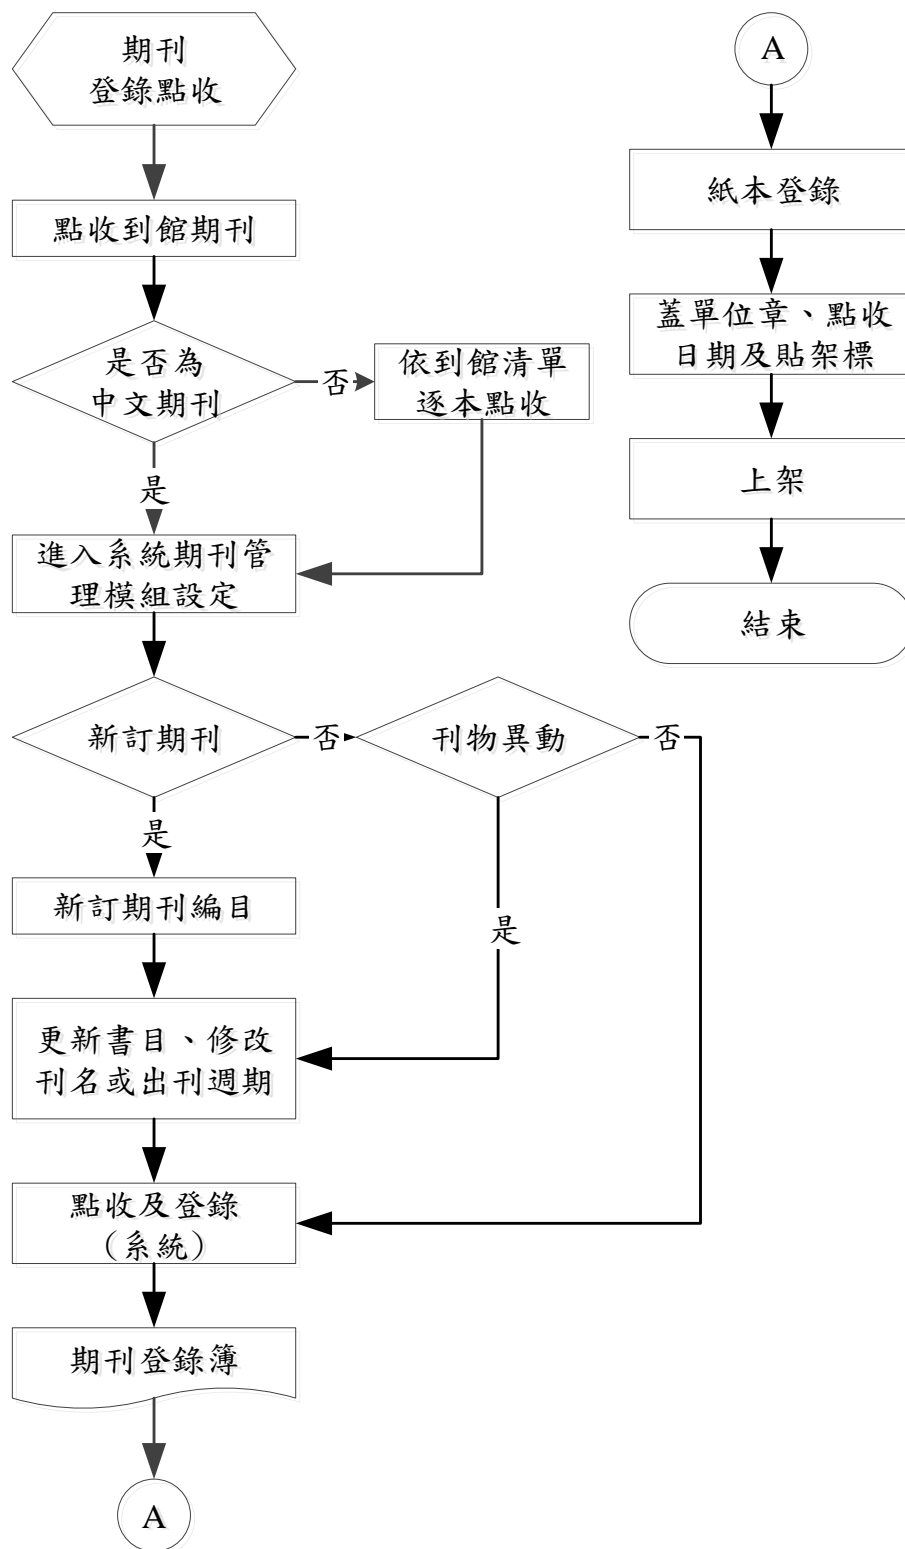 期刊
登錄點收
點收到館期刊
是否為
中文期刊
否
依到館清單
逐本點收
是
進入系統期刊管
理模組設定
新訂期刊
否
刊物異動
否
是
新訂期刊編目
是
更新書目、修改
刊名或出刊週期
點收及登錄
（系統）
期刊登錄簿
A
A
紙本登錄
蓋單位章、點收
日期及貼架標
上架
結束